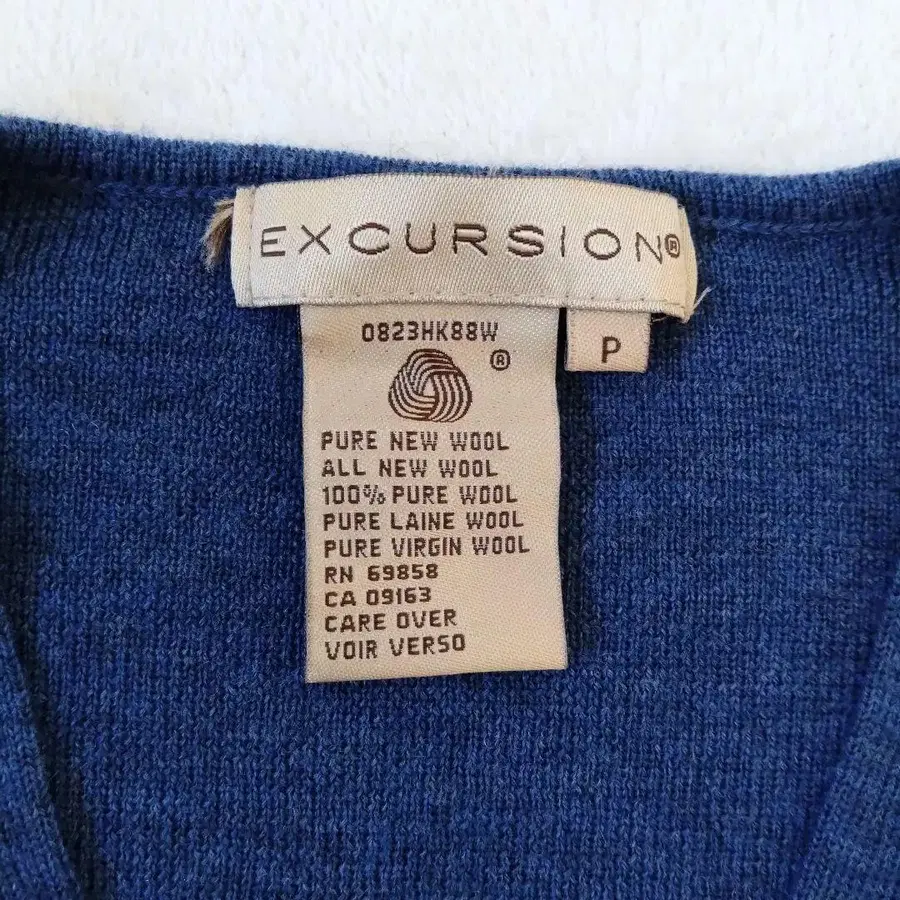 EXCURSION®
P
0823HK88W
®
PURE NEW WOOL
ALL NEW WOOL
100% PURE WOOL
PURE LAINE WOOL
PURE VIRGIN WOOL
RN 69858
CA 09163
CARE OVER
VOIR VERSO